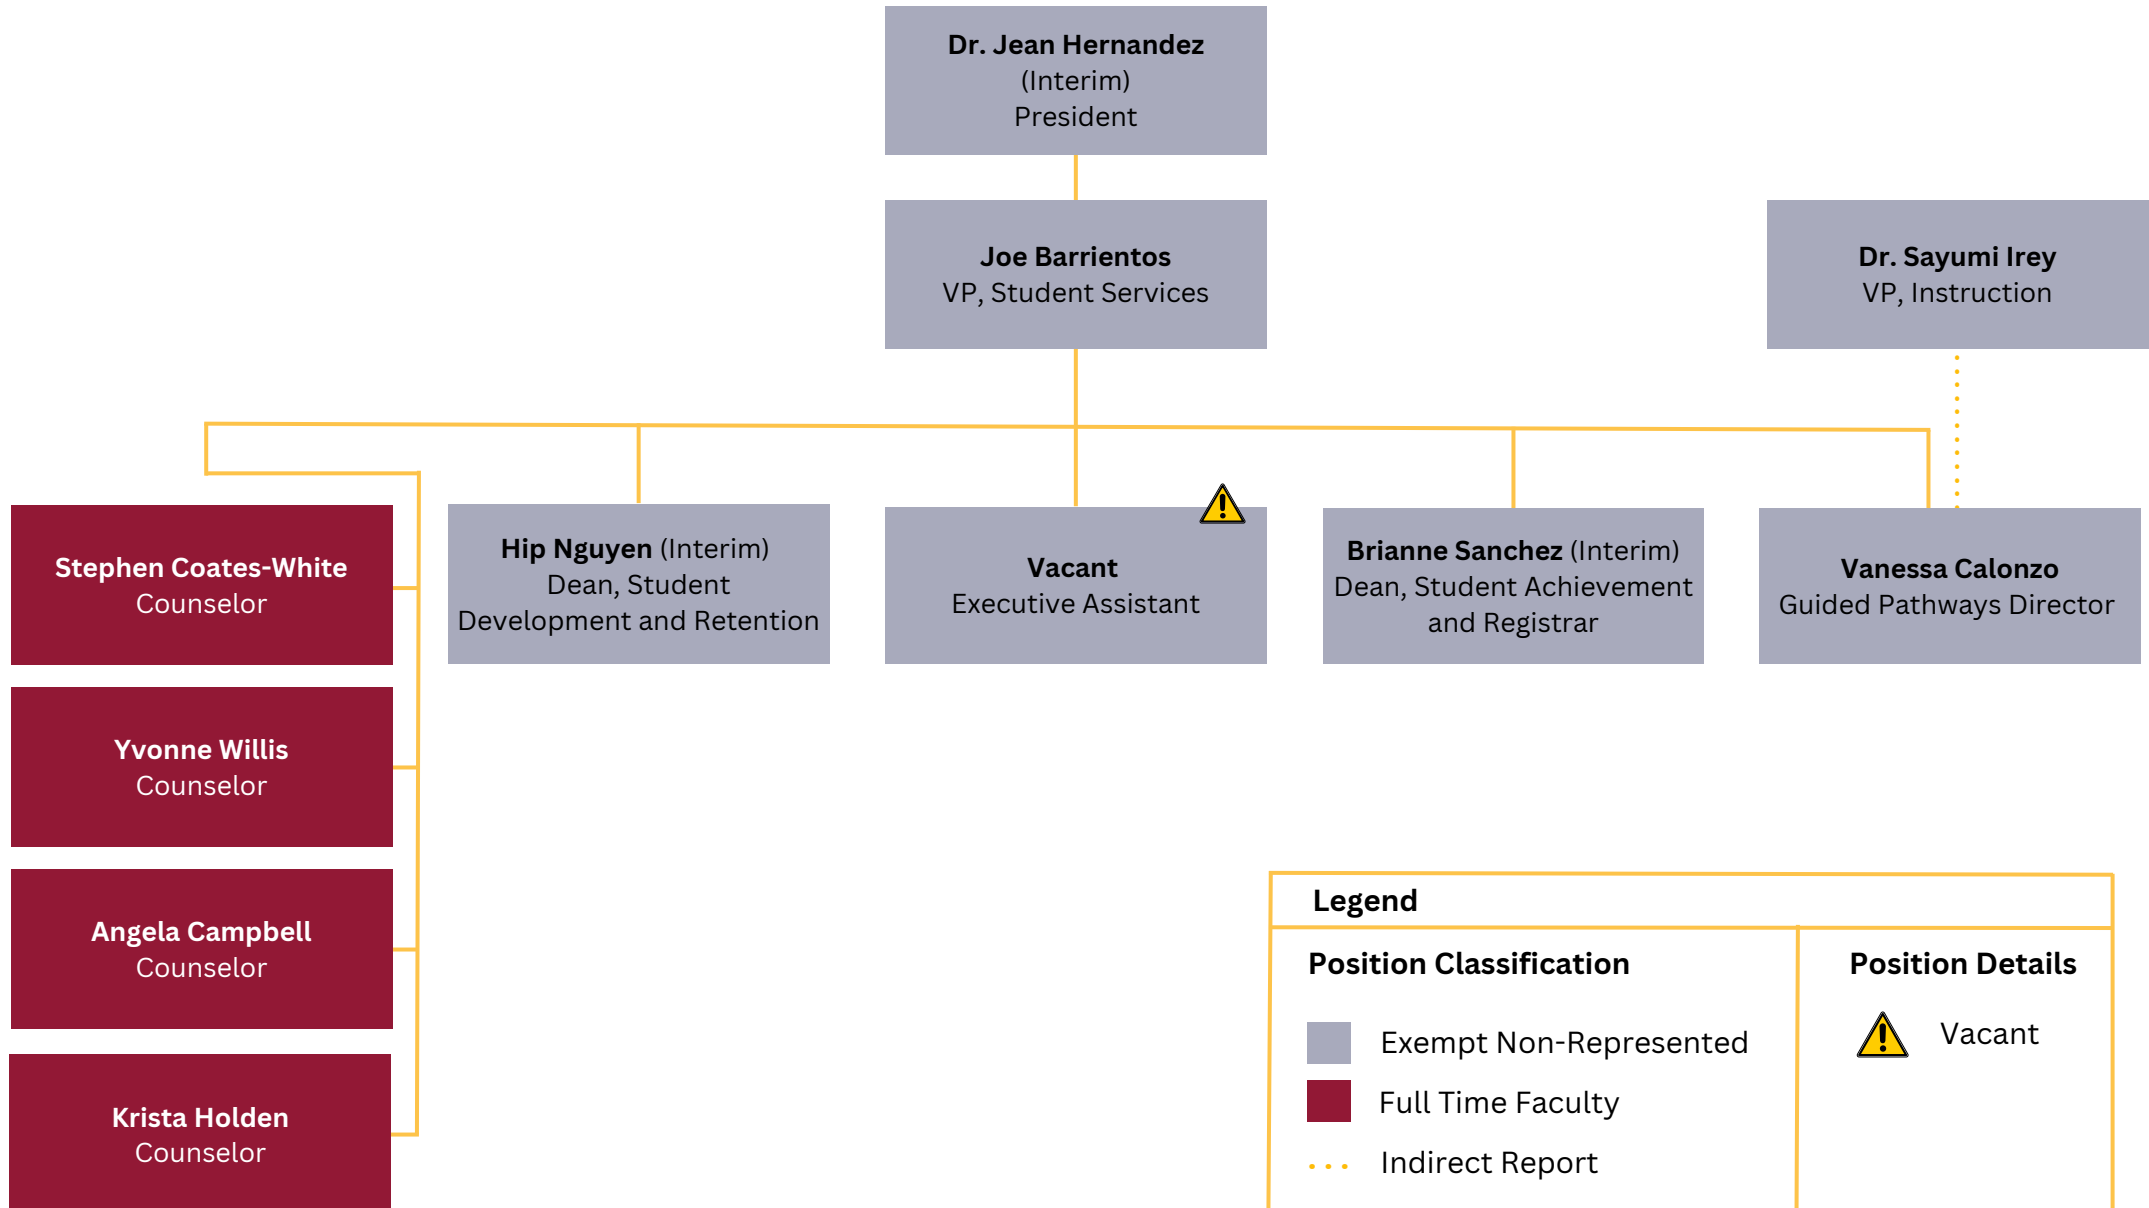 Dr. Jean Hernandez
(Interim)
President
Joe Barrientos
VP, Student Services
Dr. Sayumi Irey
VP, Instruction
Stephen Coates-White
Counselor
Hip Nguyen (Interim)
Dean, Student
Development and Retention
Vacant
Executive Assistant
Brianne Sanchez (Interim)
Dean, Student Achievement
and Registrar
Vanessa Calonzo
Guided Pathways Director
Yvonne Willis
Counselor
Angela Campbell
Counselor
Krista Holden
Counselor
Legend
Position Classification
Exempt Non-Represented
Full Time Faculty
Indirect Report
Position Details
Vacant